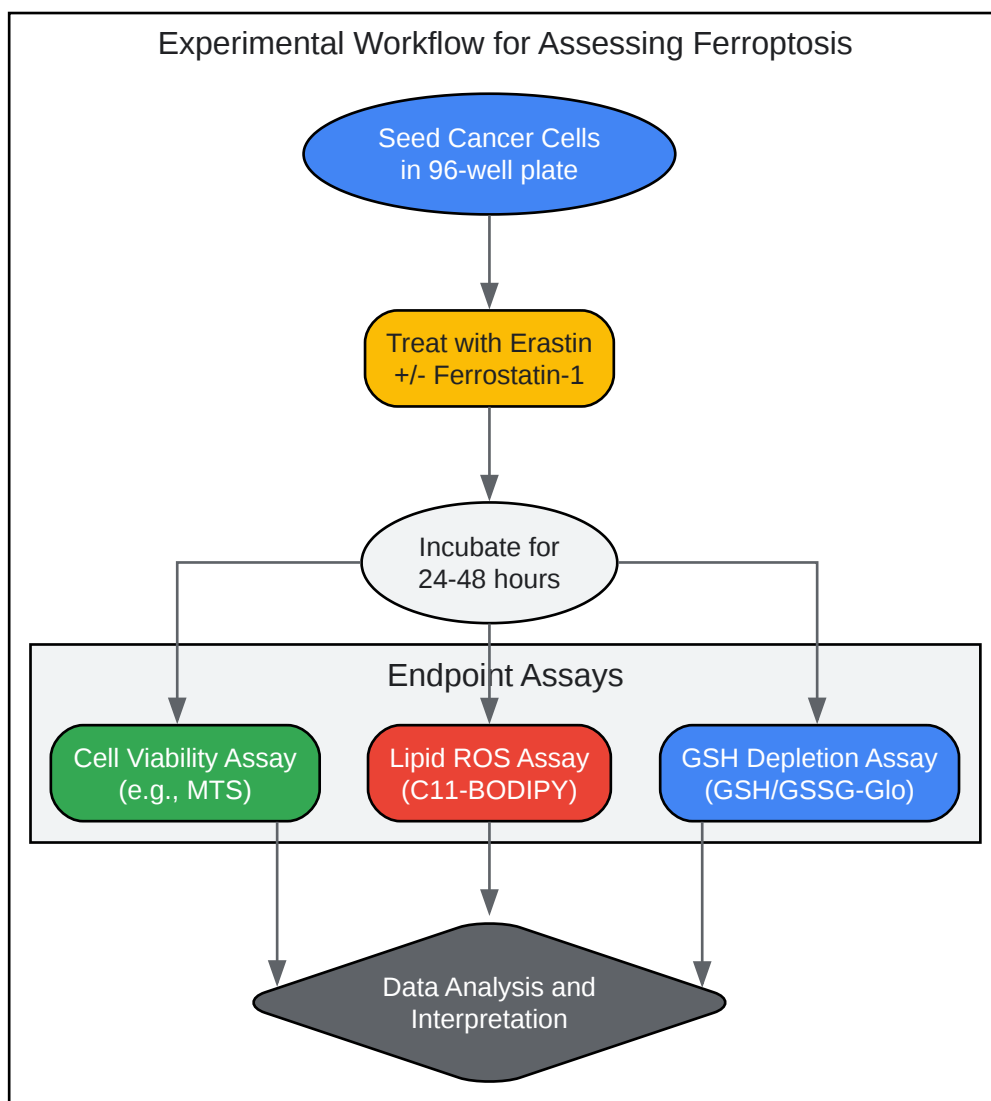 Experimental Workflow for Assessing Ferroptosis
Seed Cancer Cells
in 96-well plate
Treat with Erastin
+/- Ferrostatin-1
Incubate for
24-48 hours
Endpoint Assays
Cell Viability Assay
(e.g., MTS)
Lipid ROS Assay
(C11-BODIPY)
GSH Depletion Assay
(GSH/GSSG-Glo)
Data Analysis and
Interpretation